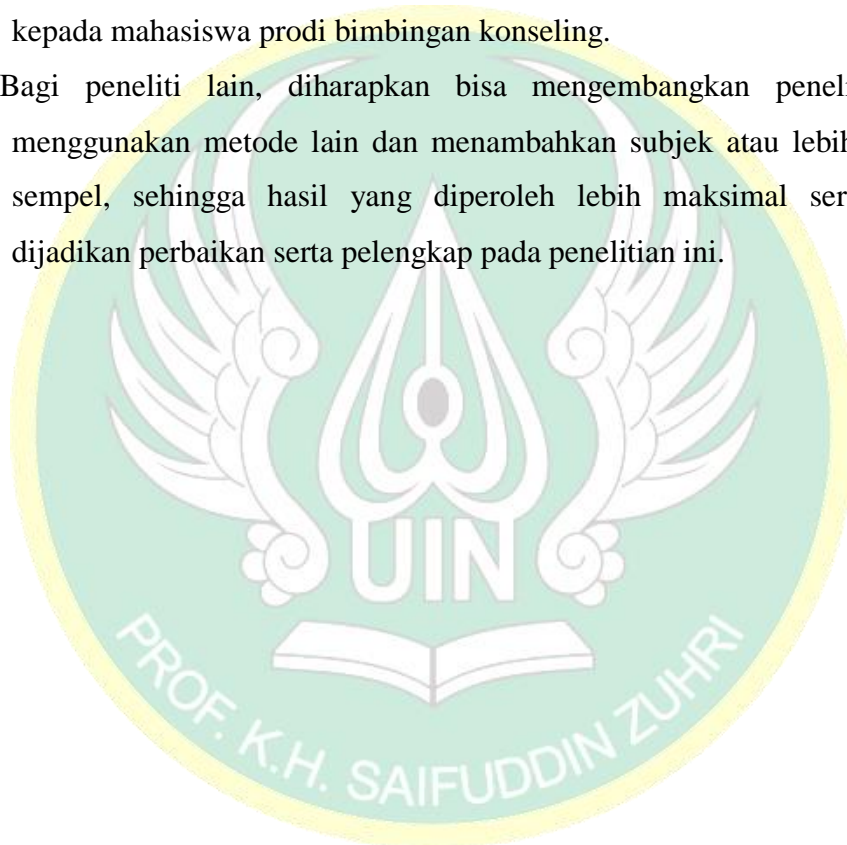 kepada mahasiswa prodi bimbingan konseling.
Bagi peneliti lain, diharapkan bisa mengembangkan
menggunakan metode lain dan menambahkan subjek atau lebih
sempel, sehingga hasil yang diperoleh lebih maksimal
dijadikan perbaikan serta pelengkap pada penelitian ini.
UIN
PROF. K.H. SAIFUDDIN ZUHRI